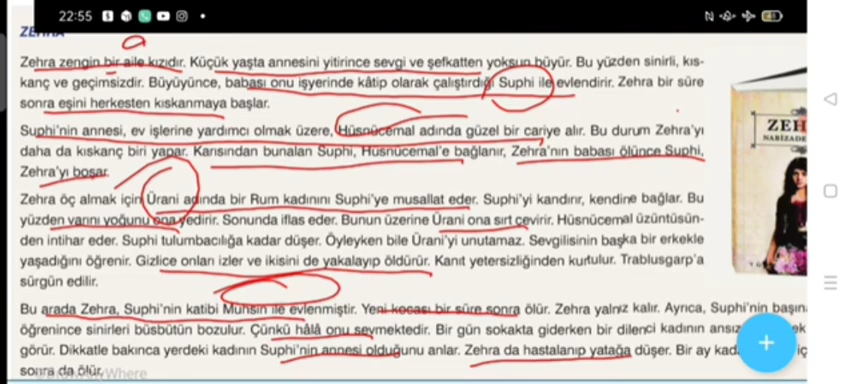 22:55
ZEHRA
a
Zehra zengin bir aile kızıdır. Küçük yaşta annesini yitirince sevgi ve şefkatten yoksun büyür. Bu yüzden sinirli, kıs-
kanç ve geçimsizdir. Büyüyünce, babası onu işyerinde kâtip olarak çalıştırdığı Suphi ile evlendirir. Zehra bir süre
sonra eşini herkesten kıskanmaya başlar.
Suphi'nin annesi, ev işlerine yardımcı olmak üzere, Hüsnücemal adında güzel bir cariye alır. Bu durum Zehra'yı
daha da kıskanç biri yapar. Karısından bunalan Suphi, Hüsnücemal'e bağlanır, Zehra'nın babası ölünce Suphi,
Zehra'yı boşar.
Zehra öç almak için Ürani adında bir Rum kadınını Suphi'ye musallat eder. Suphi'yi kandırır, kendine bağlar. Bu
yüzden varını yoğunu ona yedirir. Sonunda iflas eder. Bunun üzerine Ürani ona sırt çevirir. Hüsnücemal üzüntüsün-
den intihar eder. Suphi tulumbacılığa kadar düşer. Öyleyken bile Ürani'yi unutamaz. Sevgilisinin başka bir erkekle
yaşadığını öğrenir. Gizlice onları izler ve ikisini de yakalayıp öldürür. Kanıt yetersizliğinden kurtulur. Trablusgarp'a
sürgün edilir.
Bu arada Zehra, Suphi'nin katibi Muhsin ile evlenmiştir. Yeni kocası bir süre sonra ölür. Zehra yalnız kalır. Ayrıca, Suphi'nin başın
öğrenince sinirleri büsbütün bozulur. Çünkü hâlâ onu sevmektedir. Bir gün sokakta giderken bir dilenci kadının ansız ek
görür. Dikkatle bakınca yerdeki kadının Suphi'nin annesi olduğunu anlar. Zehra da hastalanıp yatağa düşer. Bir ay kad iç
sonra da ölür.
ZEH
NABİZADE